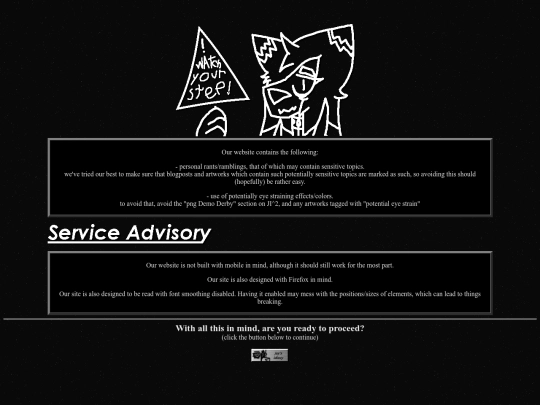 ! WATCH
your
step!
Our website contains the following:
- personal rants/ramblings, that of which may contain sensitive topics.
we've tried our best to make sure that blogposts and artworks which contain such potentially sensitive topics are marked as such, so avoiding this should
(hopefully) be rather easy.
- use of potentially eye straining effects/colors.
to avoid that, avoid the "png Demo Derby" section on JF^2, and any artworks tagged with "potential eye strain"
Service Advisory
Our website is not built with mobile in mind, although it should still work for the most part.
Our site is also designed with Firefox in mind.
Our site is also designed to be read with font smoothing disabled. Having it enabled may mess with the positions/sizes of elements, which can lead to things
breaking.
With all this in mind, are you ready to proceed?
(click the button below to continue)